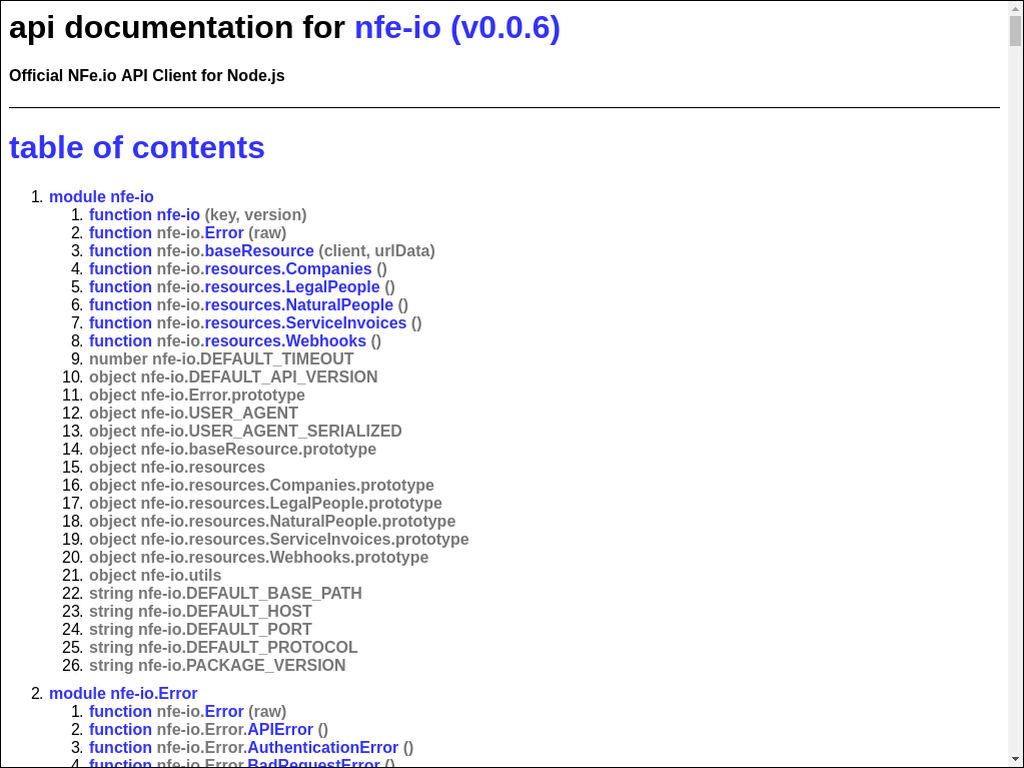 api documentation for nfe-io (v0.0.6)
Official NFe.io API Client for Node.js
table of contents
1. module nfe-io
1. function nfe-io (key, version)
2. function nfe-io.Error (raw)
3. function nfe-io.baseResource (client, urlData)
4. function nfe-io.resources.Companies ()
5. function nfe-io.resources.LegalPeople ()
6. function nfe-io.resources.NaturalPeople ()
7. function nfe-io.resources.ServiceInvoices ()
8. function nfe-io.resources.Webhooks ()
9. number nfe-io.DEFAULT_TIMEOUT
10. object nfe-io.DEFAULT_API_VERSION
11. object nfe-io.Error.prototype
12. object nfe-io.USER_AGENT
13. object nfe-io.USER_AGENT_SERIALIZED
14. object nfe-io.baseResource.prototype
15. object nfe-io.resources
16. object nfe-io.resources.Companies.prototype
17. object nfe-io.resources.LegalPeople.prototype
18. object nfe-io.resources.NaturalPeople.prototype
19. object nfe-io.resources.ServiceInvoices.prototype
20. object nfe-io.resources.Webhooks.prototype
21. object nfe-io.utils
22. string nfe-io.DEFAULT_BASE_PATH
23. string nfe-io.DEFAULT_HOST
24. string nfe-io.DEFAULT_PORT
25. string nfe-io.DEFAULT_PROTOCOL
26. string nfe-io.PACKAGE_VERSION
2. module nfe-io.Error
1. function nfe-io.Error (raw)
2. function nfe-io.Error.APIError ()
3. function nfe-io.Error.AuthenticationError ()
4. function nfe-io.Error.BadRequestError ()